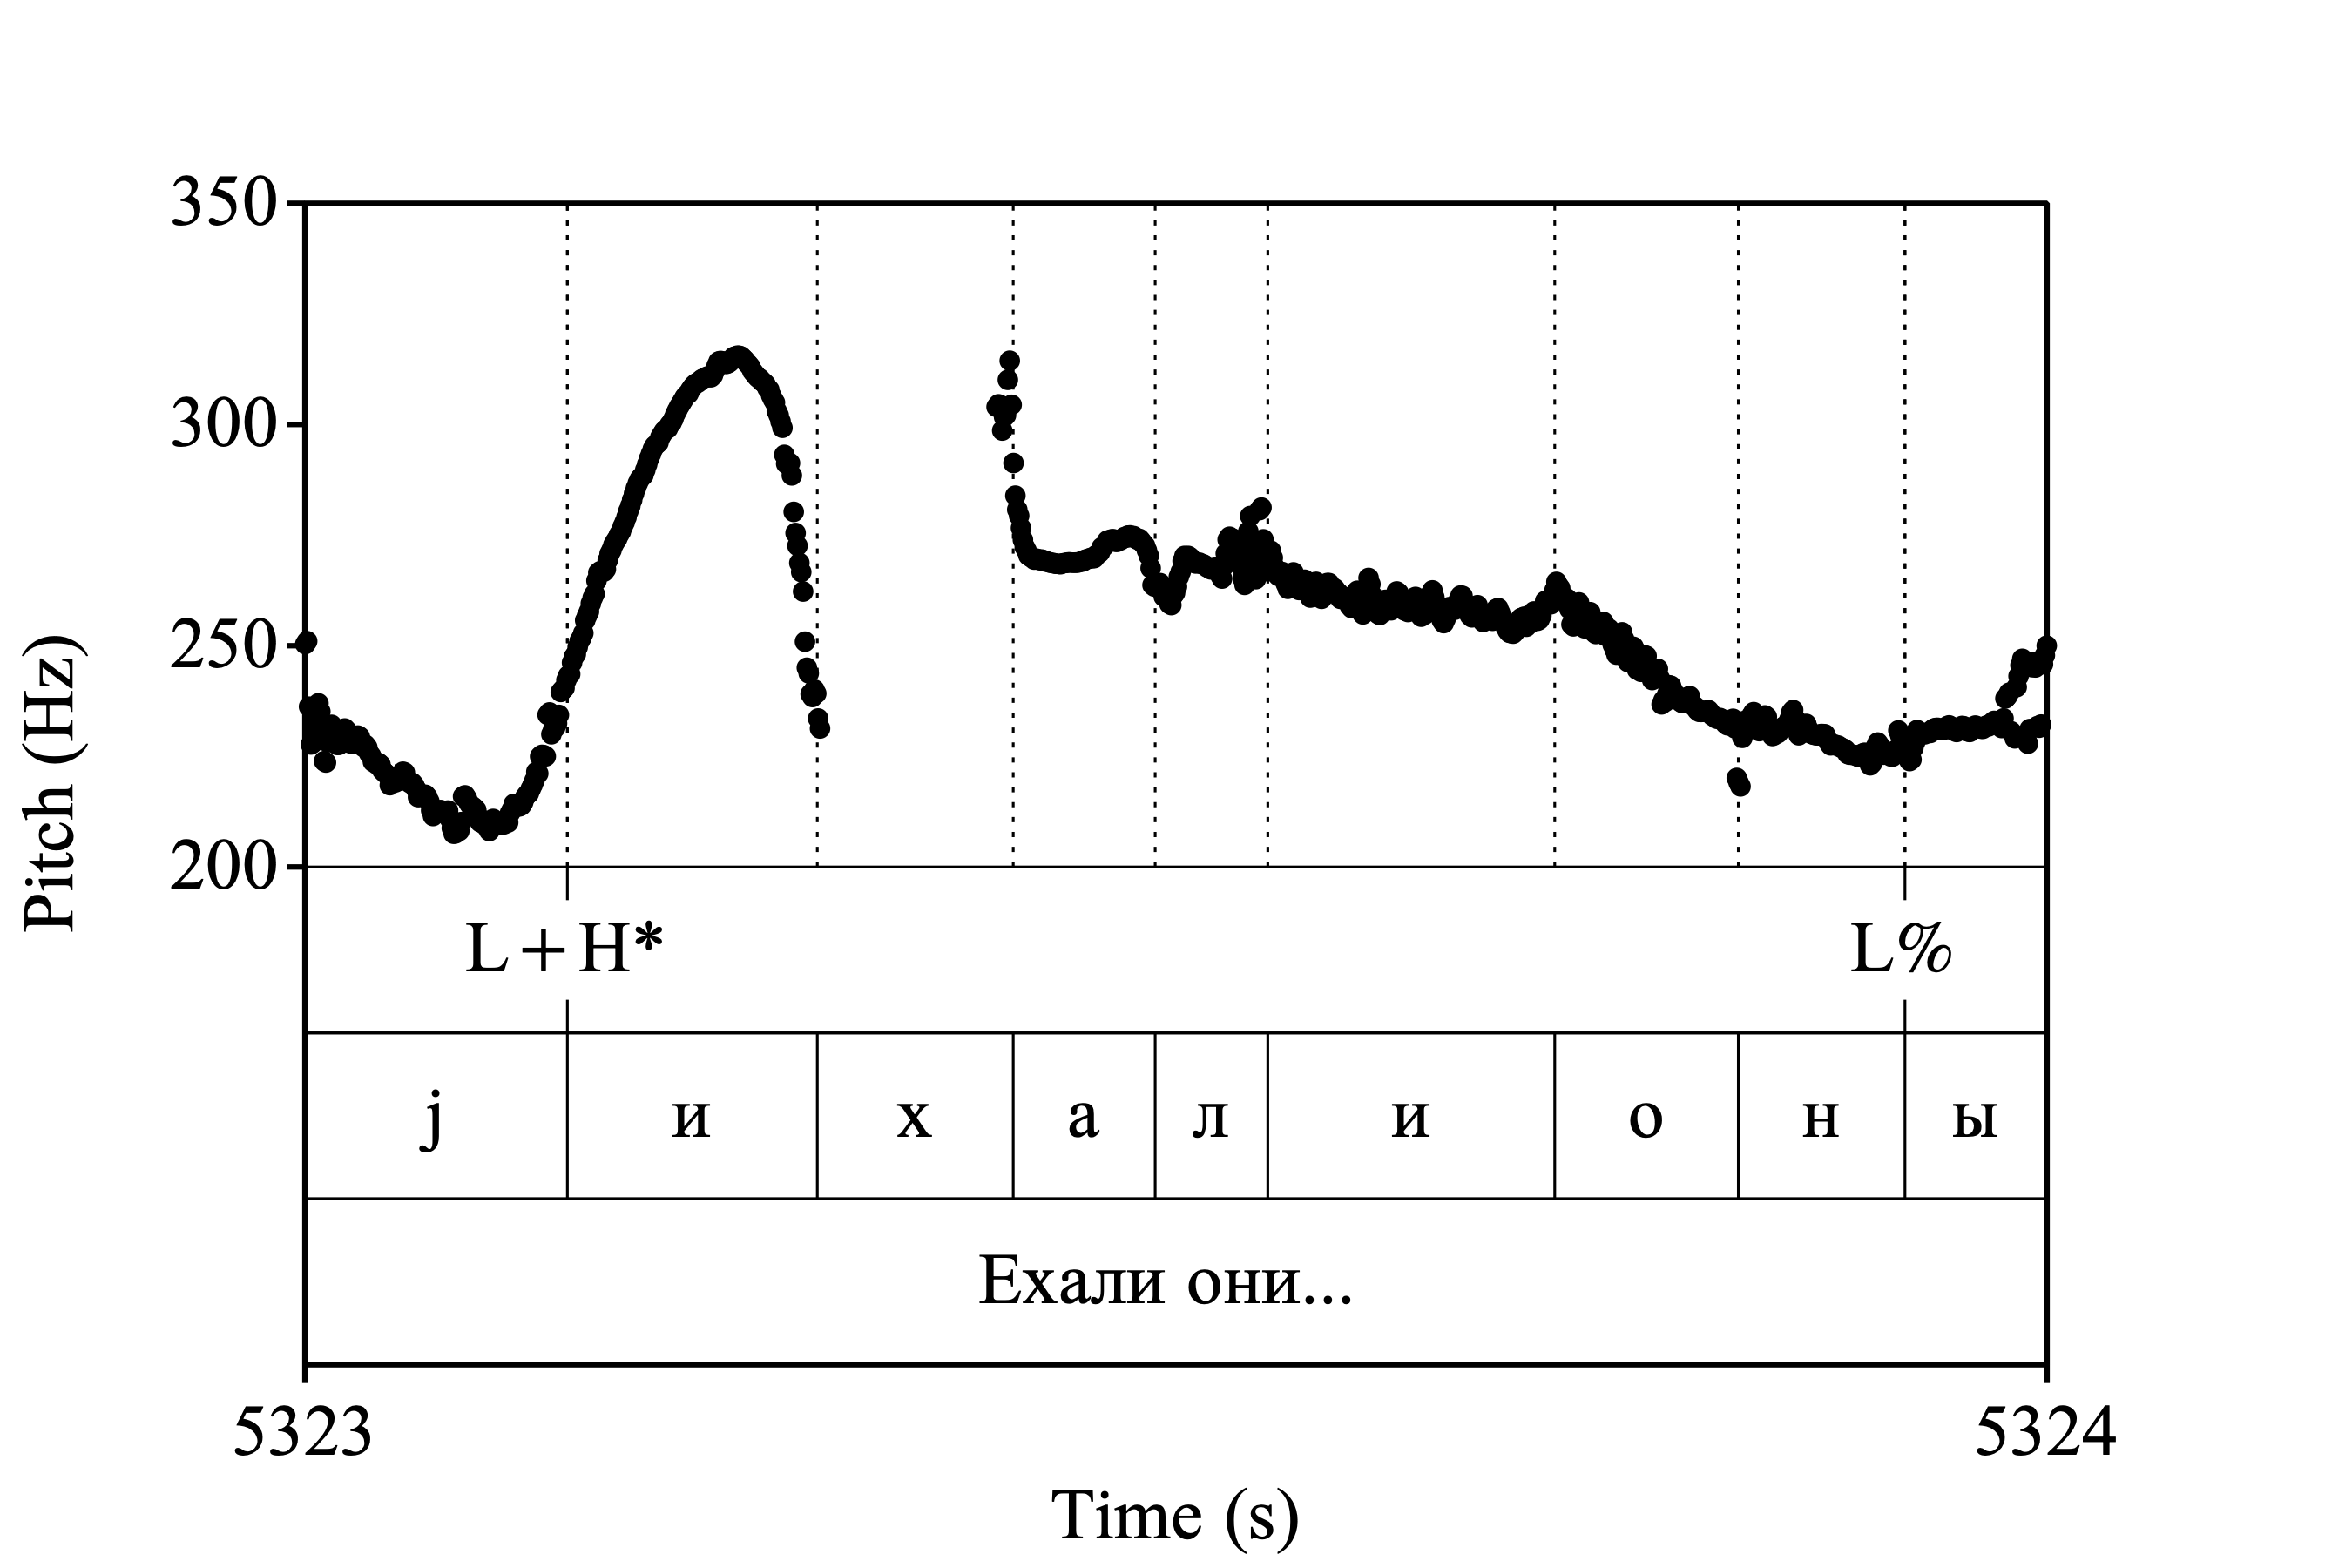 350
300
250
200
Pitch (Hz)
L+H* L%
j и х а л и о н ы
Ехали они...
5323 5324
Time (s)